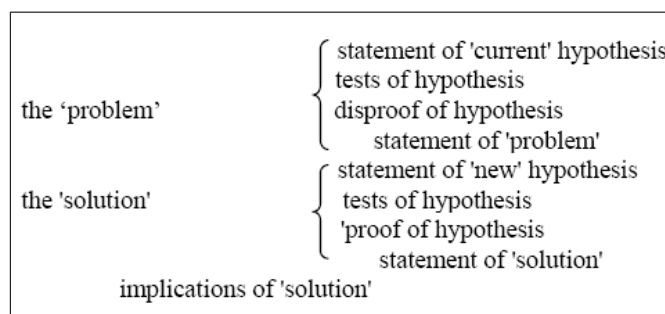 statement of 'current' hypothesis
tests of hypothesis
the ‘problem’ disproof of hypothesis
statement of 'problem'
statement of 'new' hypothesis
the 'solution' tests of hypothesis
'proof of hypothesis
statement of 'solution'
implications of 'solution'